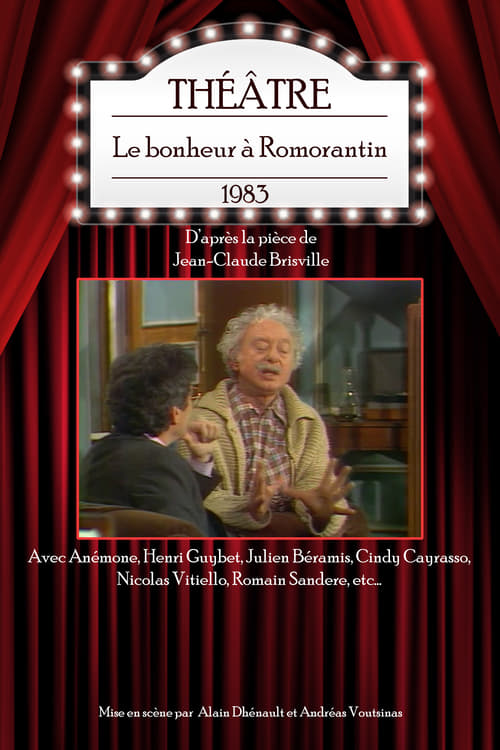 THÉÂTRE
Le bonheur à Romorantin
1983
D'après la pièce de
Jean-Claude Brisville
Avec Anémone, Henri Guybet, Julien Béramis, Cindy Cayrasso,
Nicolas Vitiello, Romain Sandere, etc...
Mise en scène par Alain Dhénault et Andréas Voutsinas